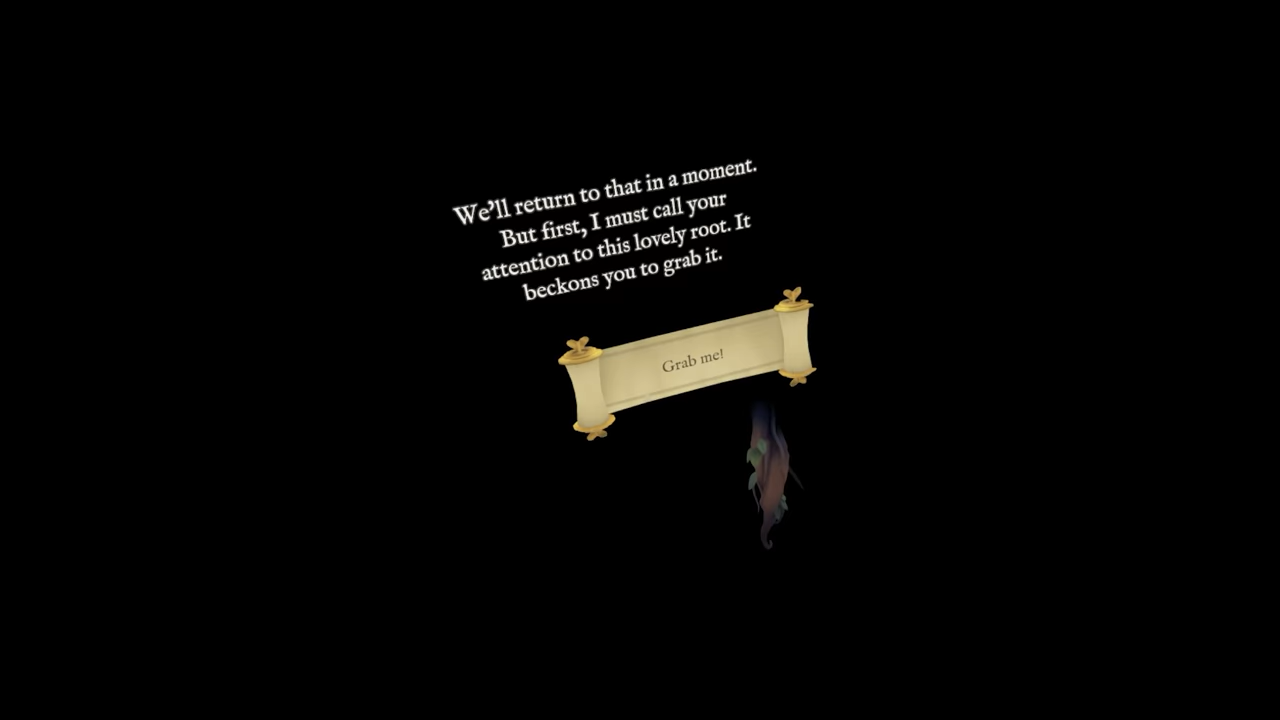 We'll return to that in a moment.
But first, I must call your
attention to this lovely root. It
beckons you to grab it.
Grab me!